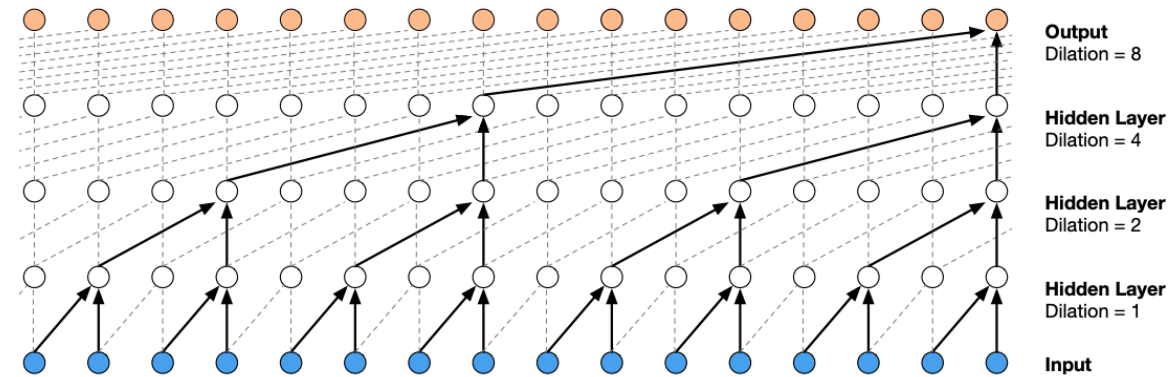 Output
Dilation = 8
Hidden Layer
Dilation = 4
Hidden Layer
Dilation = 2
Hidden Layer
Dilation = 1
Input